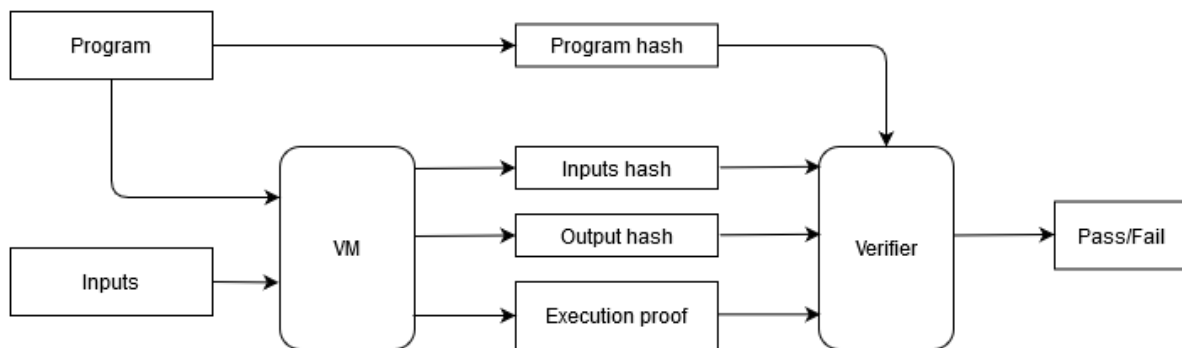 Program
Program hash
Inputs hash
VM
Output hash
Verifier
Pass/Fail
Inputs
Execution proof